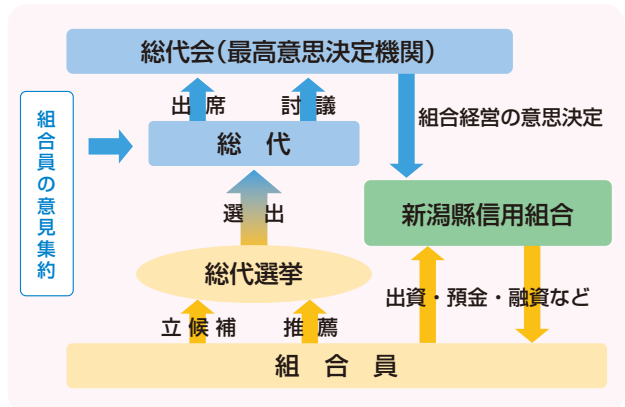 総代会（最高意思決定機関）
出席
討議
組合経営の意思決定
組合員の意見集約
総代
選出
新潟縣信用組合
総代選挙
出資・預金・融資など
立候補
推薦
組合員